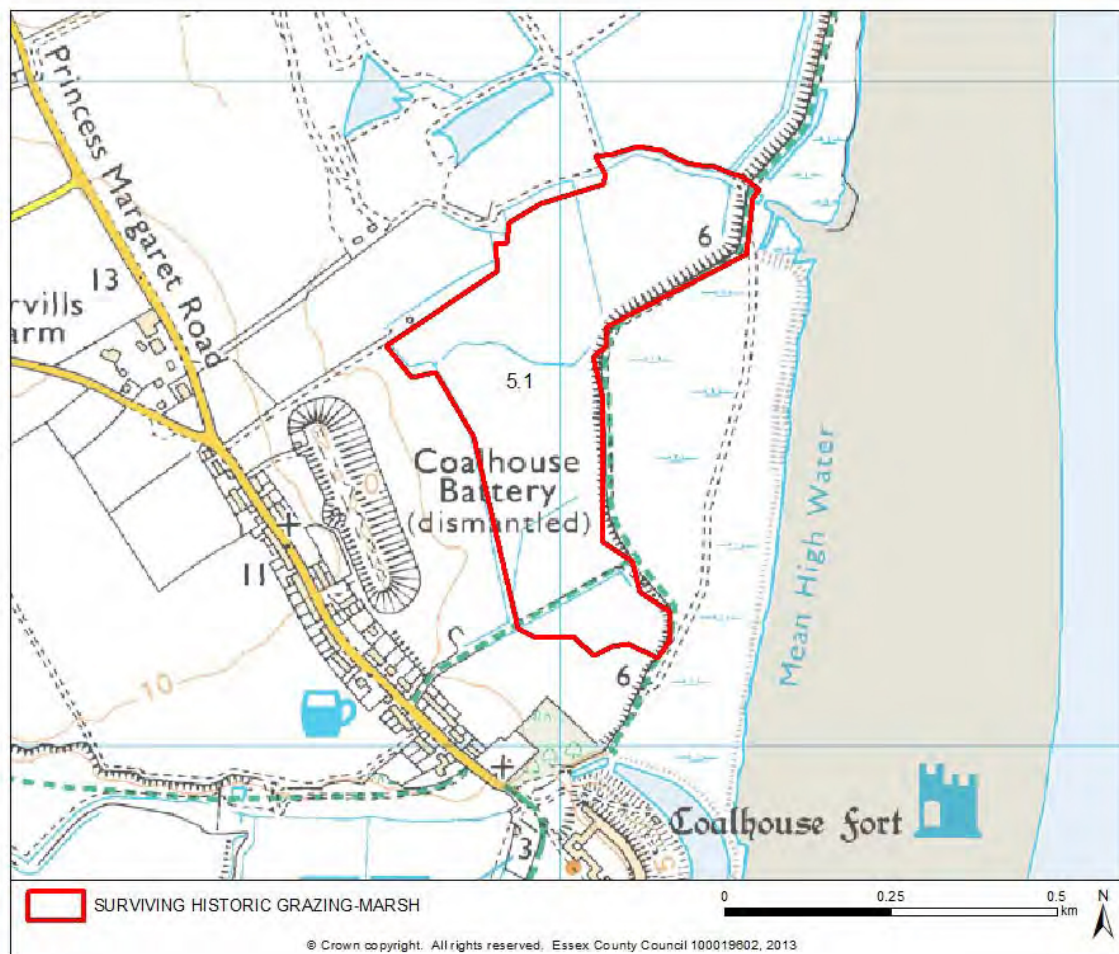 Princess Margaret Road
13
rvills
arm
6
5.1
Coalhouse
Battery
(dismantled)
0
11
Mean High Water
10
6
Coalhouse Fort
3
5
SURVIVING HISTORIC GRAZING-MARSH
0 0.25 0.5
km
N
© Crown copyright. All rights reserved. Essex County Council 100019602, 2013